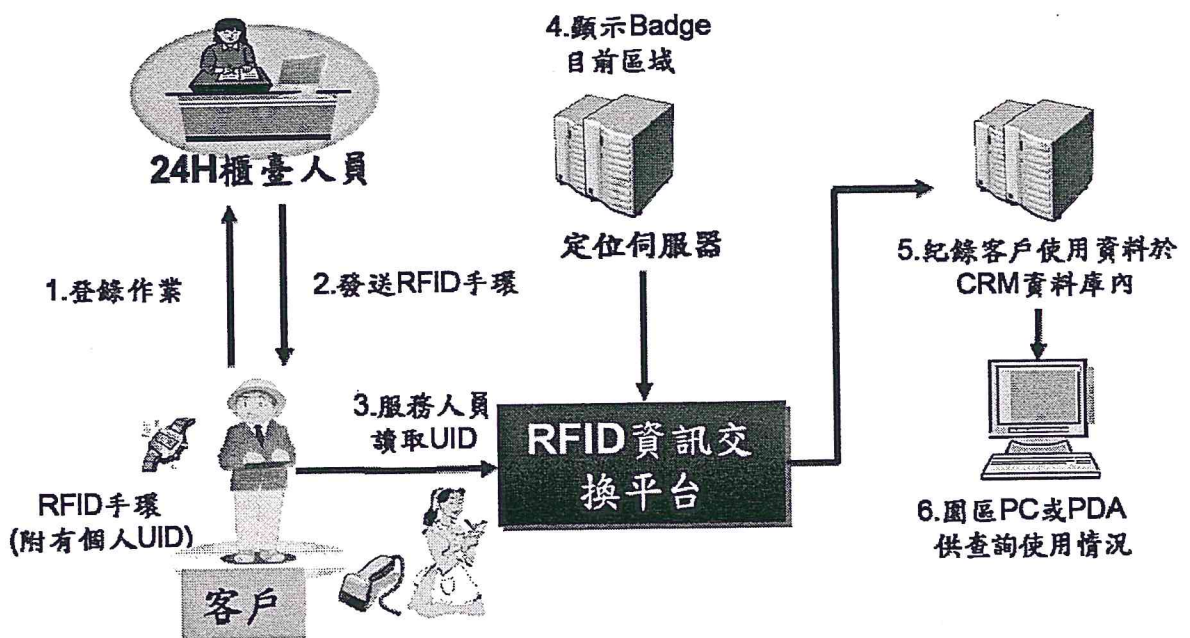 24H櫃臺人員
1.登錄作業
2.發送RFID手環
4.顯示Badge
目前區域
定位伺服器
5.紀錄客戶使用資料於
CRM資料庫內
3.服務人員
讀取UID
RFID資訊交
換平台
RFID手環
(附有個人UID)
客戶
6.園區PC或PDA
供查詢使用情況